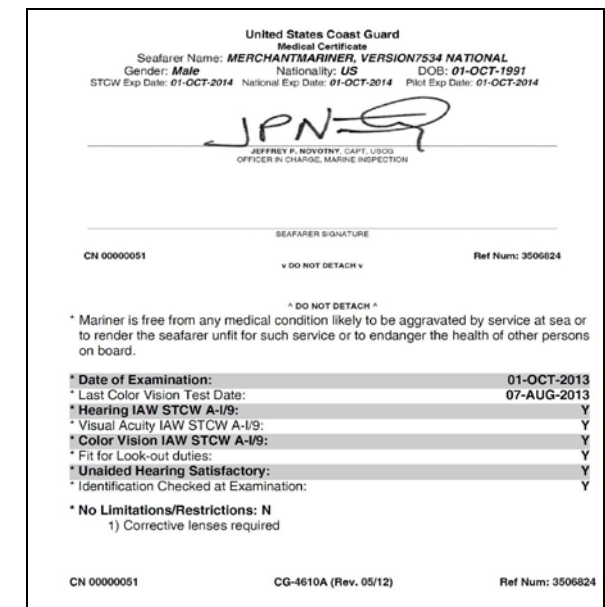 United States Coast Guard
Medical Certificate
Seafarer Name: MERCHANTMARINER, VERSION7534 NATIONAL
Gender: Male Nationality: US DOB: 01-OCT-1991
STCW Exp Date: 01-OCT-2014 National Exp Date: 01-OCT-2014 Pilot Exp Date: 01-OCT-2014
JPN
JEFFREY P. NOVOTNY, CAPT, USCG
OFFICER IN CHARGE, MARINE INSPECTION
SEAFARER SIGNATURE
CN 00000051 Ref Num: 3506824
v DO NOT DETACH v
^ DO NOT DETACH ^
* Mariner is free from any medical condition likely to be aggravated by service at sea or
to render the seafarer unfit for such service or to endanger the health of other persons
on board.
* Date of Examination: 01-OCT-2013
* Last Color Vision Test Date: 07-AUG-2013
* Hearing IAW STCW A-I/9: Y
* Visual Acuity IAW STCW A-I/9: Y
* Color Vision IAW STCW A-I/9: Y
* Fit for Look-out duties: Y
* Unaided Hearing Satisfactory: Y
* Identification Checked at Examination: Y
* No Limitations/Restrictions: N
1) Corrective lenses required
CN 00000051 CG-4610A (Rev. 05/12) Ref Num: 3506824